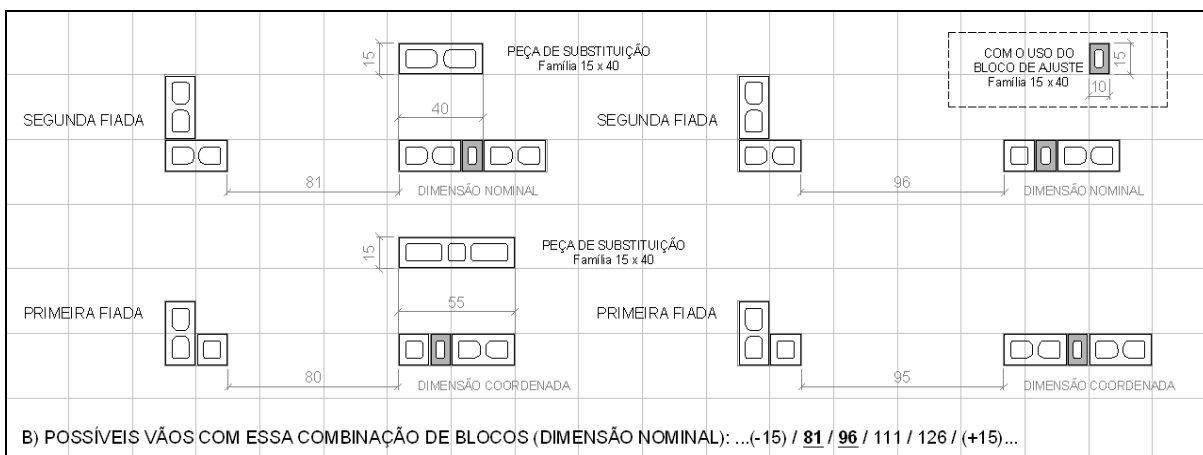 15
PEÇA DE SUBSTITUIÇÃO
Família 15 x 40
COM O USO DO
BLOCO DE AJUSTE
Família 15 x 40
15
10
SEGUNDA FIADA
40
SEGUNDA FIADA
81
DIMENSÃO NOMINAL
96
DIMENSÃO NOMINAL
15
PEÇA DE SUBSTITUIÇÃO
Família 15 x 40
PRIMEIRA FIADA
55
PRIMEIRA FIADA
80
DIMENSÃO COORDENADA
95
DIMENSÃO COORDENADA
B) POSSÍVEIS VÃOS COM ESSA COMBINAÇÃO DE BLOCOS (DIMENSÃO NOMINAL): ...(-15) / 81 / 96 / 111 / 126 / (+15)...